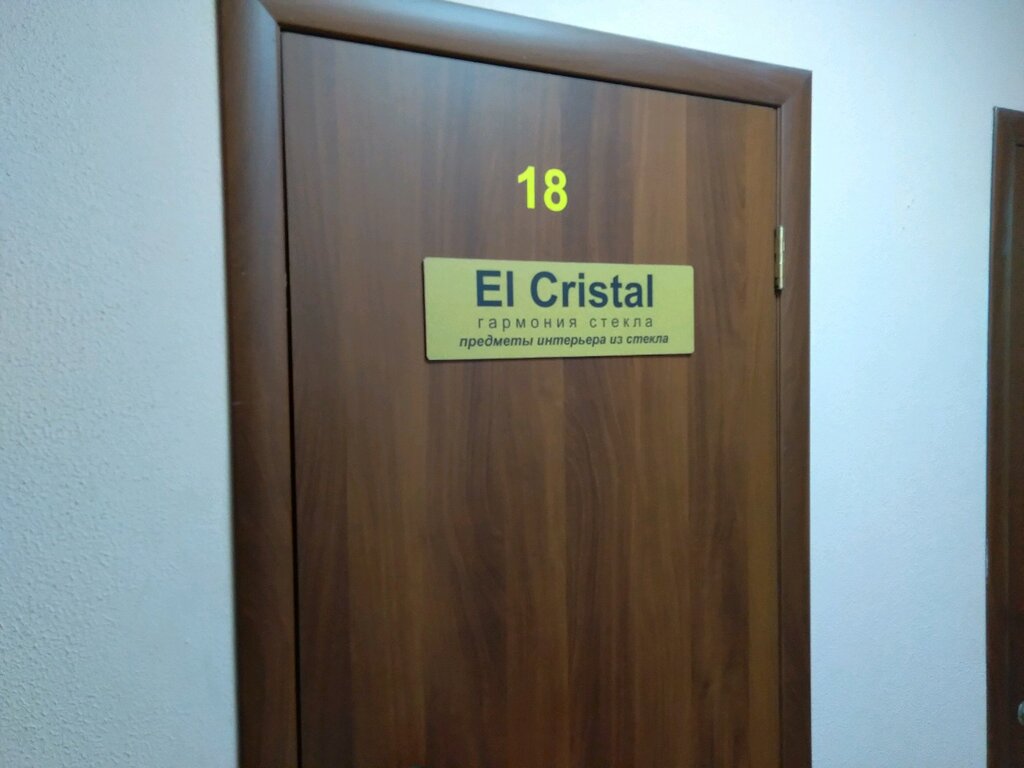 18
El Cristal
гармония стекла
предметы интерьера из стекла